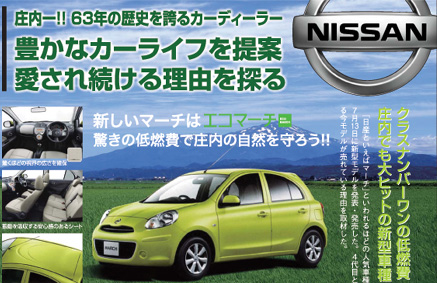 庄内一!! 63年の歴史を誇るカーディーラー
豊かなカーライフを提案
愛され続ける理由を探る
NISSAN
新しいマーチはエコマーチ
驚きの低燃費で庄内の自然を守ろう!!
クラスナンバーワンの低燃費
庄内でも大ヒットの新型車種
「日産といえばマーチ」といわれるほどの人気車種
7月13日に新型モデルを発表・発売した。4代目と
る今モデルが売れている理由を取材した。
MARCH